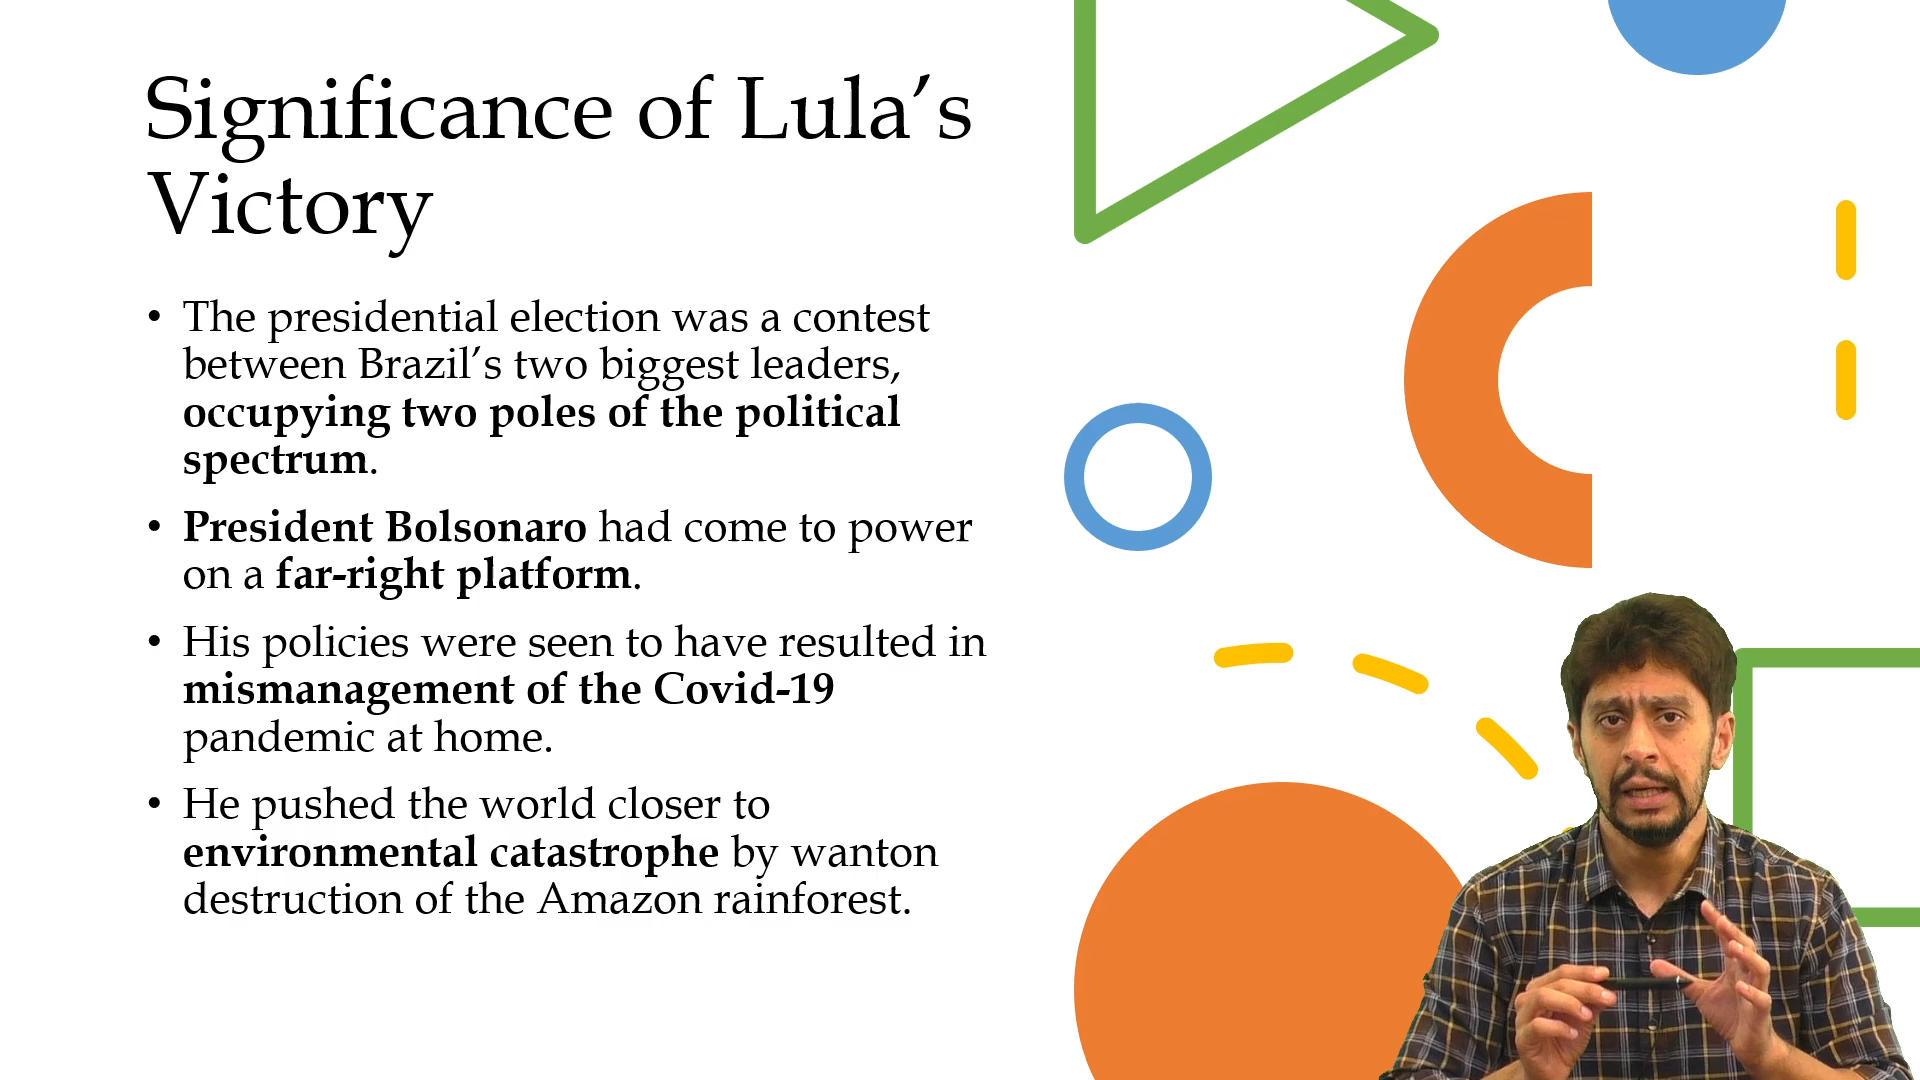 Significance of Lula’s
Victory
• The presidential election was a contest
between Brazil’s two biggest leaders,
occupying two poles of the political
spectrum.
• President Bolsonaro had come to power
on a far-right platform.
• His policies were seen to have resulted in
mismanagement of the Covid-19
pandemic at home.
• He pushed the world closer to
environmental catastrophe by wanton
destruction of the Amazon rainforest.